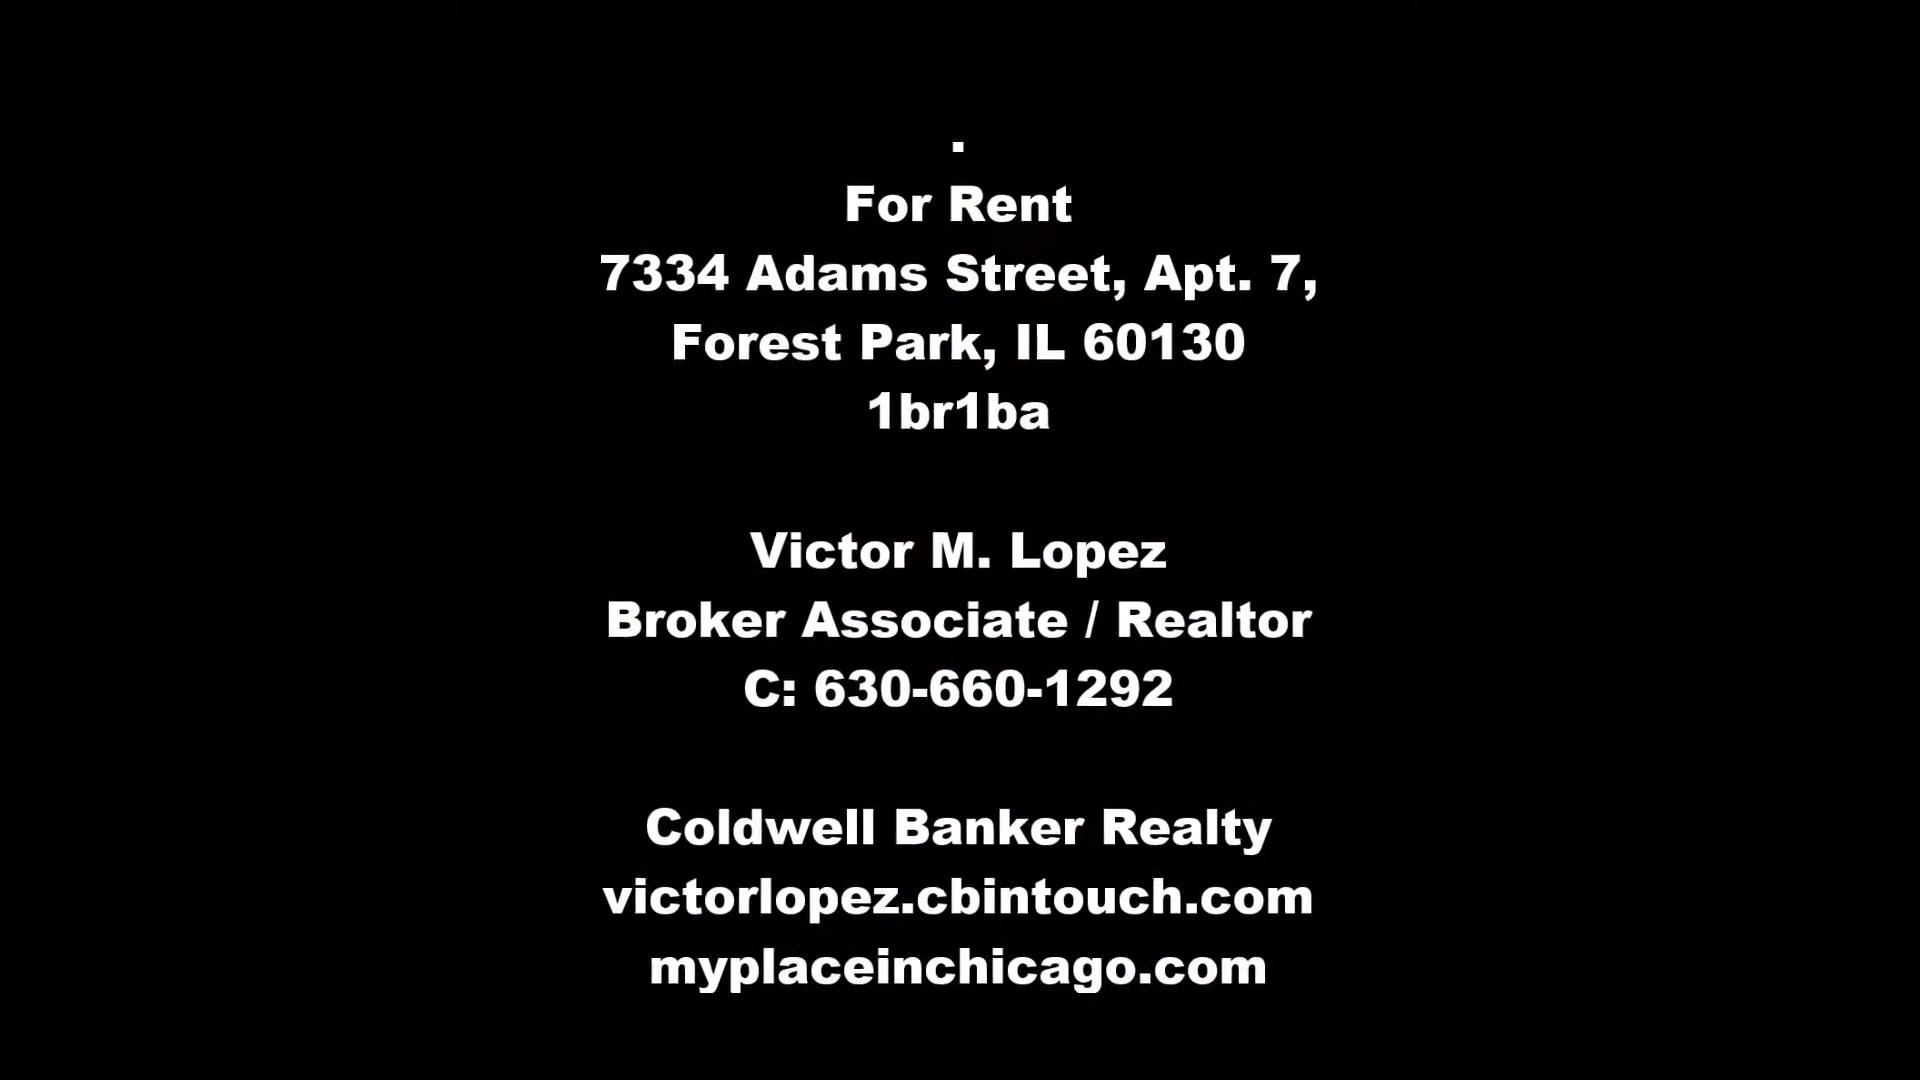 .
For Rent
7334 Adams Street, Apt. 7,
Forest Park, IL 60130
1br1ba
Victor M. Lopez
Broker Associate / Realtor
C: 630-660-1292
Coldwell Banker Realty
victorlopez.cbintouch.com
myplaceinchicago.com